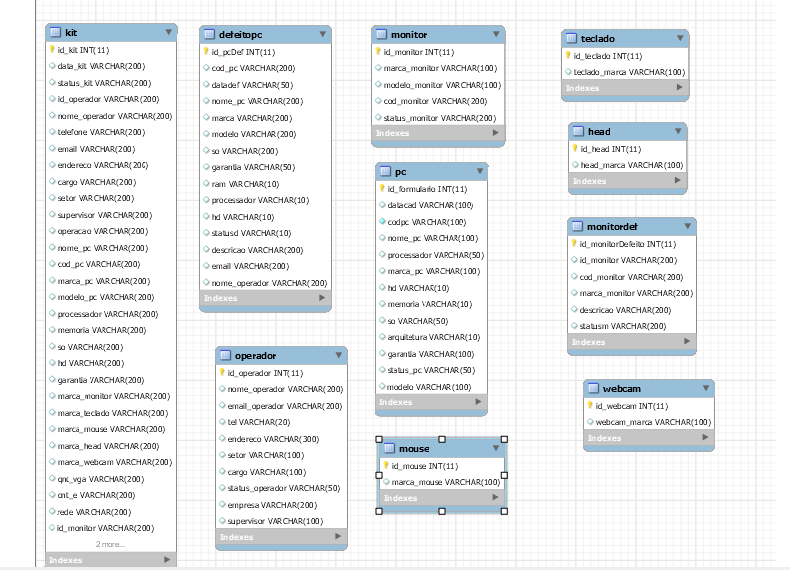 kit
id_kit INT(11)
data_kit VARCHAR(200)
status_kit VARCHAR(200)
id_operador VARCHAR(200)
nome_operador VARCHAR(200)
telefone VARCHAR(200)
email VARCHAR(200)
endereco VARCHAR(200)
cargo VARCHAR(200)
setor VARCHAR(200)
supervisor VARCHAR(200)
operacao VARCHAR(200)
nome_pc VARCHAR(200)
cod_pc VARCHAR(200)
marca_pc VARCHAR(200)
modelo_pc VARCHAR(200)
processador VARCHAR(200)
memoria VARCHAR(200)
so VARCHAR(200)
hd VARCHAR(200)
garantia VARCHAR(200)
marca_monitor VARCHAR(200)
marca_teclado VARCHAR(200)
marca_mouse VARCHAR(200)
marca_head VARCHAR(200)
marca_webcam VARCHAR(200)
qnt_vga VARCHAR(200)
cnt_e VARCHAR(200)
rede VARCHAR(200)
id_monitor VARCHAR(200)
2 more...
Indexes
defeitopc
id_pcDef INT(11)
cod_pc VARCHAR(200)
datadef VARCHAR(50)
nome_pc VARCHAR(200)
marca VARCHAR(200)
modelo VARCHAR(200)
so VARCHAR(200)
garantia VARCHAR(50)
ram VARCHAR(10)
processador VARCHAR(10)
hd VARCHAR(10)
statusd VARCHAR(10)
descricao VARCHAR(200)
email VARCHAR(200)
nome_operador VARCHAR(200)
Indexes
operador
id_operador INT(11)
nome_operador VARCHAR(200)
email_operador VARCHAR(200)
tel VARCHAR(20)
endereco VARCHAR(300)
setor VARCHAR(100)
cargo VARCHAR(100)
status_operador VARCHAR(50)
empresa VARCHAR(200)
supervisor VARCHAR(100)
Indexes
monitor
id_monitor INT(11)
marca_monitor VARCHAR(100)
modelo_monitor VARCHAR(100)
cod_monitor VARCHAR(200)
status_monitor VARCHAR(200)
Indexes
pc
id_formulario INT(11)
datacad VARCHAR(100)
codpc VARCHAR(100)
nome_pc VARCHAR(100)
processador VARCHAR(50)
marca_pc VARCHAR(100)
hd VARCHAR(10)
memoria VARCHAR(10)
so VARCHAR(50)
arquitetura VARCHAR(10)
garantia VARCHAR(100)
status_pc VARCHAR(50)
modelo VARCHAR(100)
Indexes
mouse
id_mouse INT(11)
marca_mouse VARCHAR(100)
Indexes
teclado
id_teclado INT(11)
teclado_marca VARCHAR(100)
Indexes
head
id_head INT(11)
head_marca VARCHAR(100)
Indexes
monitordef
id_monitorDefeito INT(11)
id_monitor VARCHAR(200)
cod_monitor VARCHAR(200)
marca_monitor VARCHAR(200)
descricao VARCHAR(200)
statusm VARCHAR(200)
Indexes
webcam
id_webcam INT(11)
webcam_marca VARCHAR(100)
Indexes